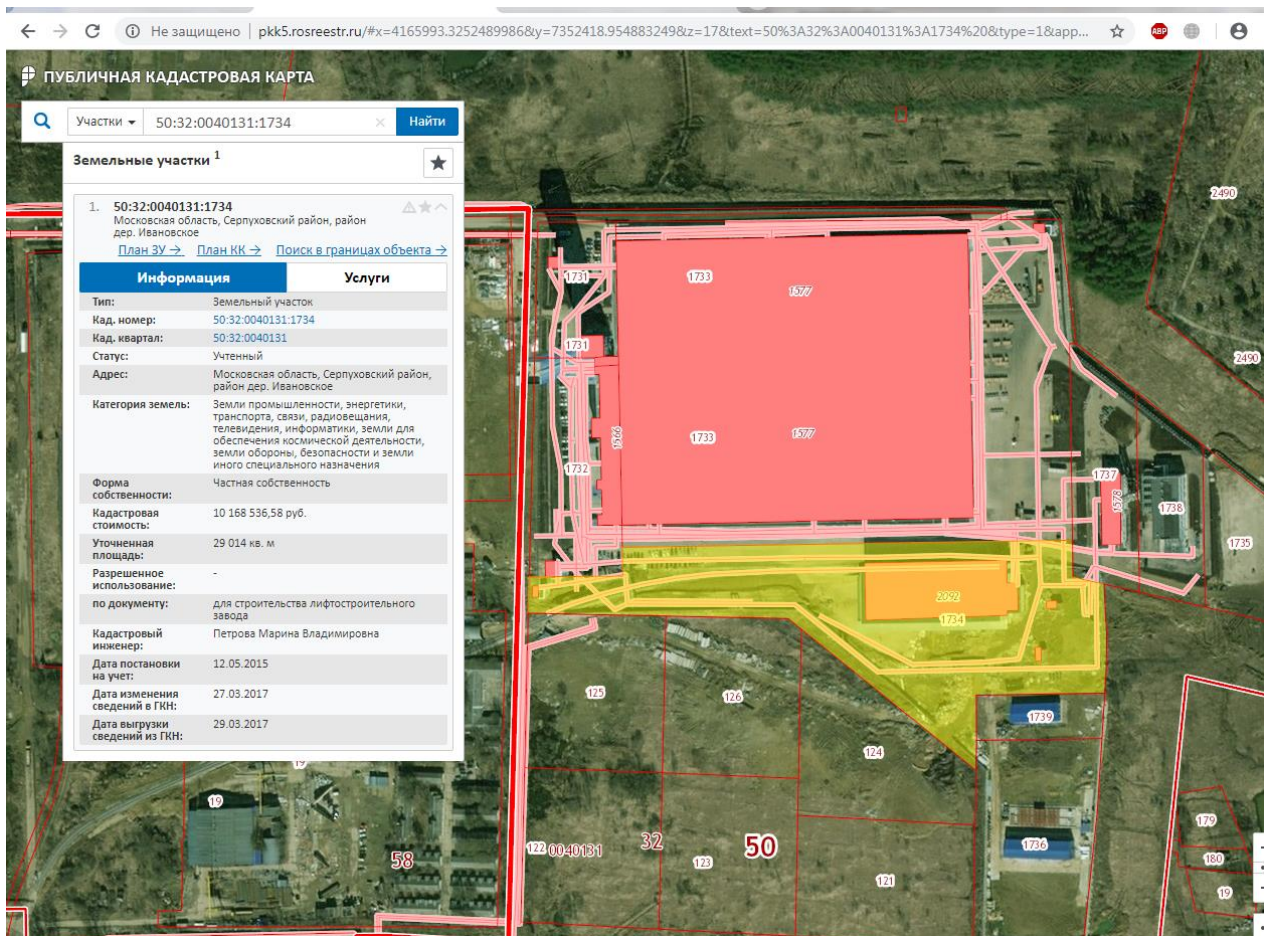 Не защищено | pkk5.rosreestr.ru/#x=4165993.3252489986&y=7352418.954883249&z=17&text=50%3A32%3A0040131%3A1734%20&type=1&app...
ABP
ПУБЛИЧНАЯ КАДАСТРОВАЯ КАРТА
Участки
50:32:0040131:1734
×
Найти
Земельные участки 1
1. 50:32:0040131:1734
Московская область, Серпуховский район, район
дер. Ивановское
План ЗУ → План КК → Поиск в границах объекта →
Информация Услуги
Тип: Земельный участок
Кад. номер: 50:32:0040131:1734
Кад. квартал: 50:32:0040131
Статус: Учтенный
Адрес: Московская область, Серпуховский район,
район дер. Ивановское
Категория земель: Земли промышленности, энергетики,
транспорта, связи, радиовещания,
телевидения, информатики, земли для
обеспечения космической деятельности,
земли обороны, безопасности и земли
иного специального назначения
Форма Частная собственность
собственности:
Кадастровая 10 168 536,58 руб.
стоимость:
Уточненная 29 014 кв. м
площадь:
Разрешенное -
использование:
по документу: для строительства лифтостроительного
завода
Кадастровый Петрова Марина Владимировна
инженер:
Дата постановки 12.05.2015
на учет:
Дата изменения 27.03.2017
сведений в ГКН:
Дата выгрузки 29.03.2017
сведений из ГКН:
2490
1731
1733
1577
1731
2490
1566
1733
1577
1732
1737
1578
1738
1735
2092
1734
125
126
1739
124
19
19
179
58
122
0040131
32
50
123
1736
180
121
19